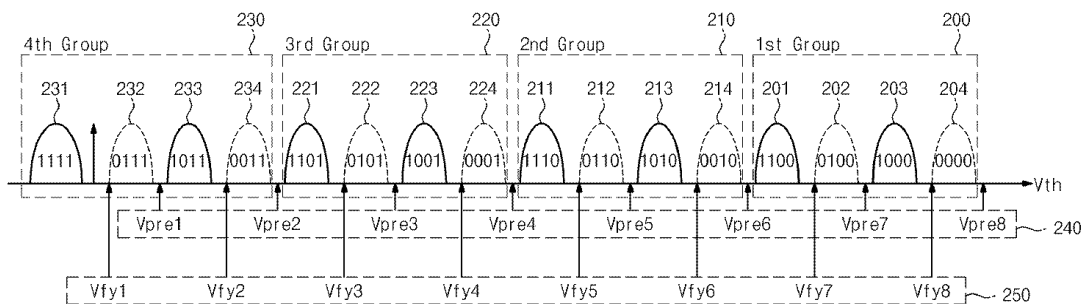 230 220 210 200
4th Group 3rd Group 2nd Group 1st Group
231 232 233 234 221 222 223 224 211 212 213 214 201 202 203 204
1111 0111 1011 0011 1101 0101 1001 0001 1110 0110 1010 0010 1100 0100 1000 0000
Vth
Vpre1 Vpre2 Vpre3 Vpre4 Vpre5 Vpre6 Vpre7 Vpre8
240
Vfy1 Vfy2 Vfy3 Vfy4 Vfy5 Vfy6 Vfy7 Vfy8
250